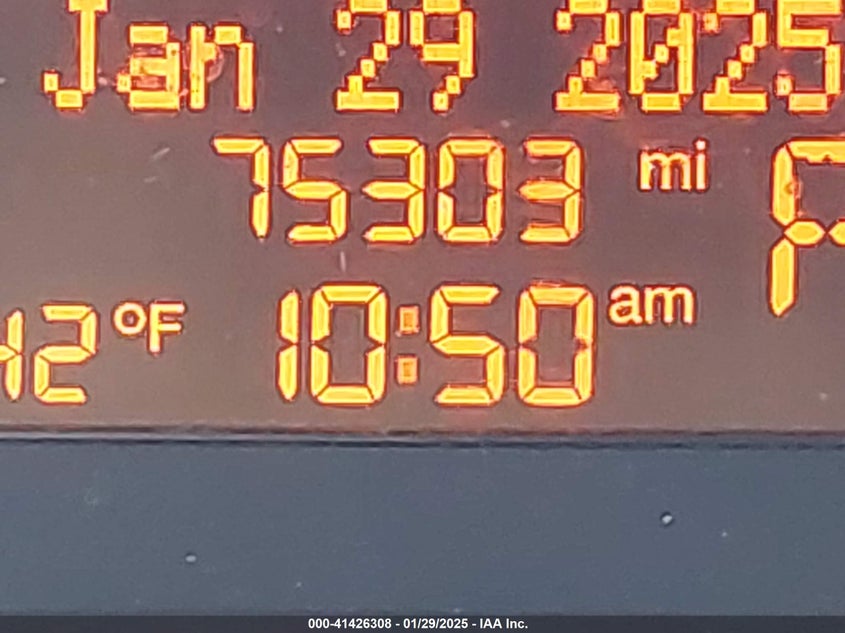 Jan 29 2025
75303 mi
42°F 10:50 am
000-41426308 - 01/29/2025 - IAA Inc.